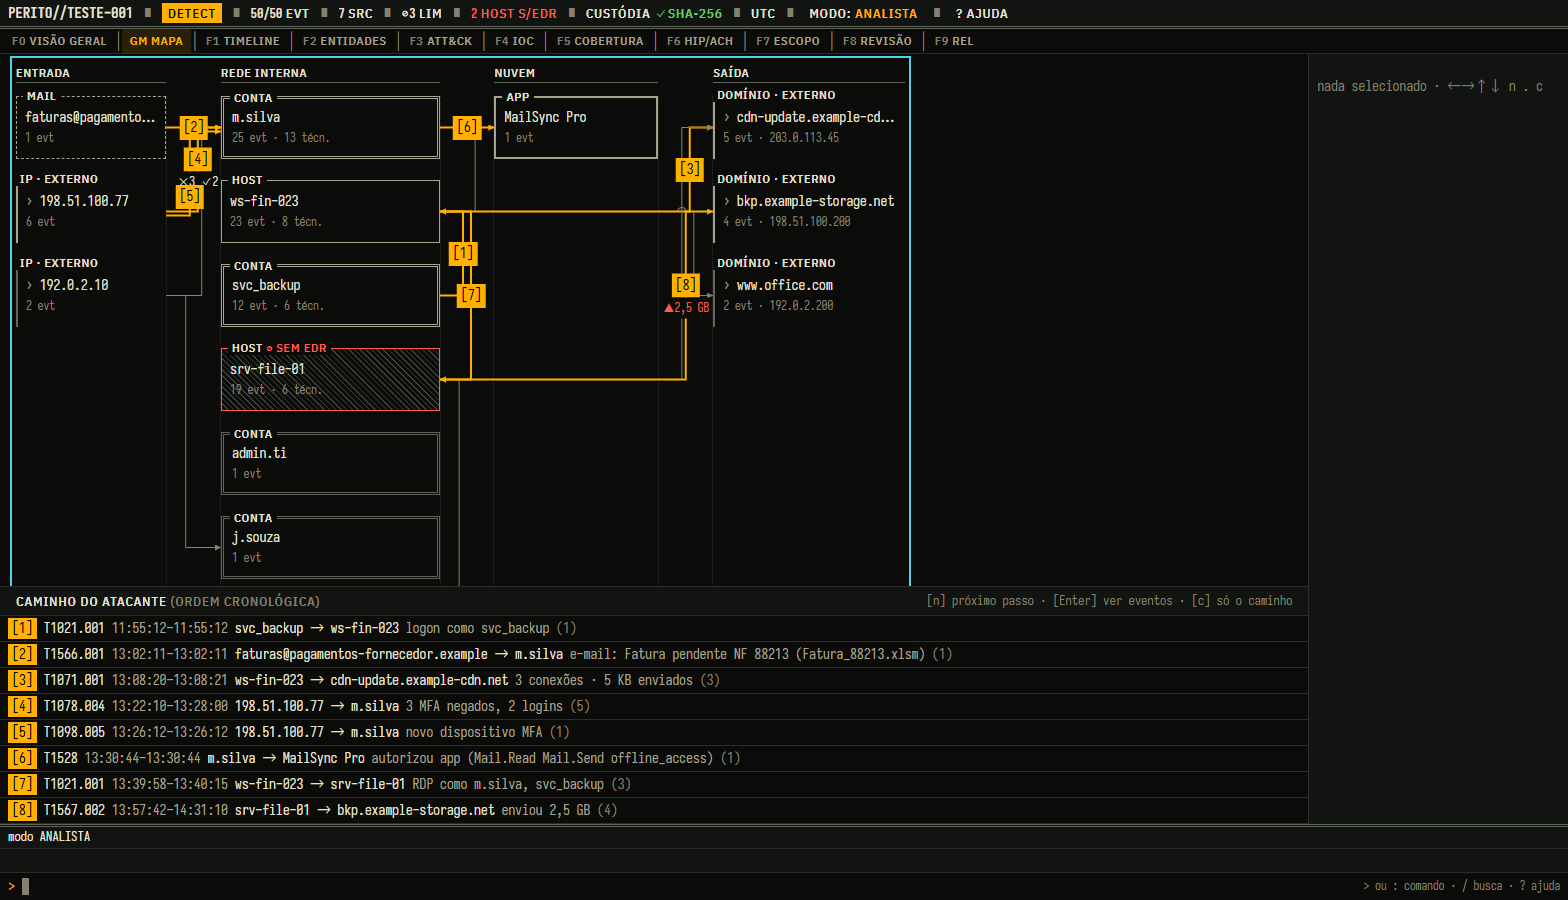 PERITO//TESTE-001 DETECT 50/50 EVT 7 SRC ⊘3 LIM 2 HOST S/EDR CUSTÓDIA ✓SHA-256 UTC MODO: ANALISTA ? AJUDA
F0 VISÃO GERAL GM MAPA F1 TIMELINE F2 ENTIDADES F3 ATT&CK F4 IOC F5 COBERTURA F6 HIP/ACH F7 ESCOPO F8 REVISÃO F9 REL
ENTRADA REDE INTERNA NUVEM SAÍDA
MAIL
faturas@pagamento...
1 evt
IP · EXTERNO
› 198.51.100.77
6 evt
IP · EXTERNO
› 192.0.2.10
2 evt
[2]
[4]
×3 ✓2
[5]
CONTA
m.silva
25 evt · 13 técn.
HOST
ws-fin-023
23 evt · 8 técn.
CONTA
svc_backup
12 evt · 6 técn.
HOST ⊘ SEM EDR
srv-file-01
19 evt · 6 técn.
CONTA
admin.ti
1 evt
CONTA
j.souza
1 evt
[6]
[1]
[7]
APP
MailSync Pro
1 evt
[3]
[8]
▲2,5 GB
DOMÍNIO · EXTERNO
› cdn-update.example-cd...
5 evt · 203.0.113.45
DOMÍNIO · EXTERNO
› bkp.example-storage.net
4 evt · 198.51.100.200
DOMÍNIO · EXTERNO
› www.office.com
2 evt · 192.0.2.200
nada selecionado · ←→↑↓ n . c
CAMINHO DO ATACANTE (ORDEM CRONOLÓGICA) [n] próximo passo · [Enter] ver eventos · [c] só o caminho
[1] T1021.001 11:55:12–11:55:12 svc_backup → ws-fin-023 logon como svc_backup (1)
[2] T1566.001 13:02:11–13:02:11 faturas@pagamentos-fornecedor.example → m.silva e-mail: Fatura pendente NF 88213 (Fatura_88213.xlsm) (1)
[3] T1071.001 13:08:20–13:08:21 ws-fin-023 → cdn-update.example-cdn.net 3 conexões · 5 KB enviados (3)
[4] T1078.004 13:22:10–13:28:00 198.51.100.77 → m.silva 3 MFA negados, 2 logins (5)
[5] T1098.005 13:26:12–13:26:12 198.51.100.77 → m.silva novo dispositivo MFA (1)
[6] T1528 13:30:44–13:30:44 m.silva → MailSync Pro autorizou app (Mail.Read Mail.Send offline_access) (1)
[7] T1021.001 13:39:58–13:40:15 ws-fin-023 → srv-file-01 RDP como m.silva, svc_backup (3)
[8] T1567.002 13:57:42–14:31:10 srv-file-01 → bkp.example-storage.net enviou 2,5 GB (4)
modo ANALISTA
> > ou : comando · / busca · ? ajuda